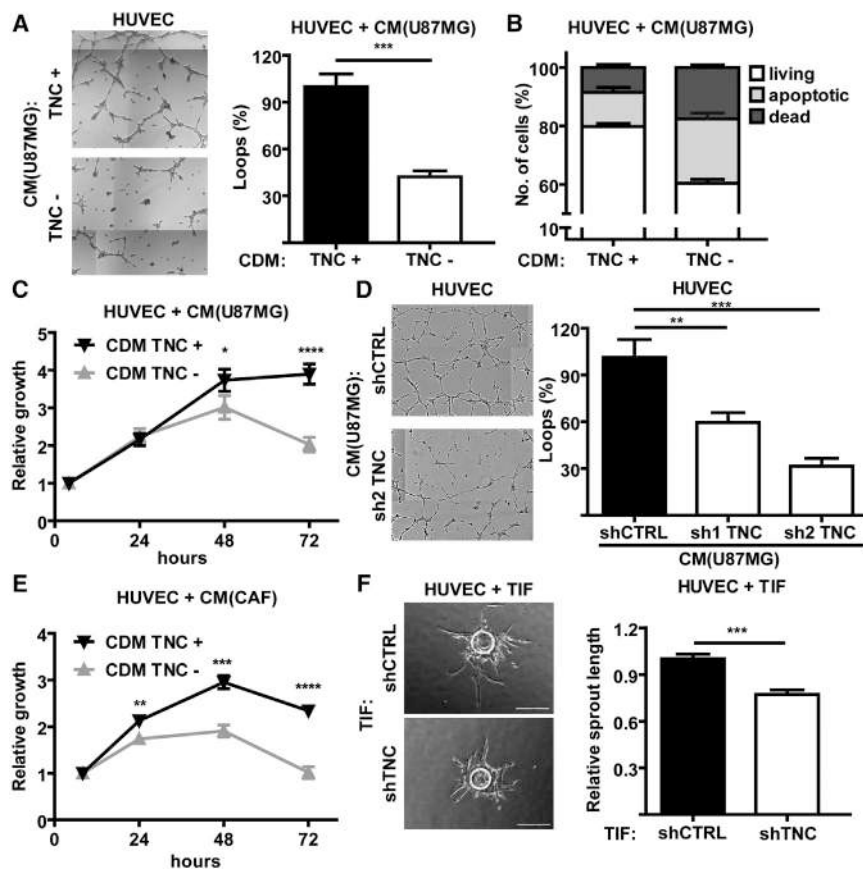 A
HUVEC
CM(U87MG):
TNC +
TNC -
HUVEC + CM(U87MG)
***
Loops (%)
120
90
60
30
CDM: TNC + TNC -
B
HUVEC + CM(U87MG)
No. of cells (%)
100
80
60
10
living
apoptotic
dead
CDM: TNC + TNC -
C
HUVEC + CM(U87MG)
CDM TNC +
CDM TNC -
* ****
Relative growth
5
4
3
2
1
0
0 24 48 72
hours
D
HUVEC
CM(U87MG):
shCTRL
sh2 TNC
HUVEC
***
**
Loops (%)
120
90
60
30
shCTRL sh1 TNC sh2 TNC
CM(U87MG)
E
HUVEC + CM(CAF)
CDM TNC +
CDM TNC -
** *** ****
Relative growth
4
3
2
1
0
0 24 48 72
hours
F
HUVEC + TIF
TIF:
shCTRL
shTNC
HUVEC + TIF
***
Relative sprout length
1.2
0.9
0.6
0.3
TIF: shCTRL shTNC